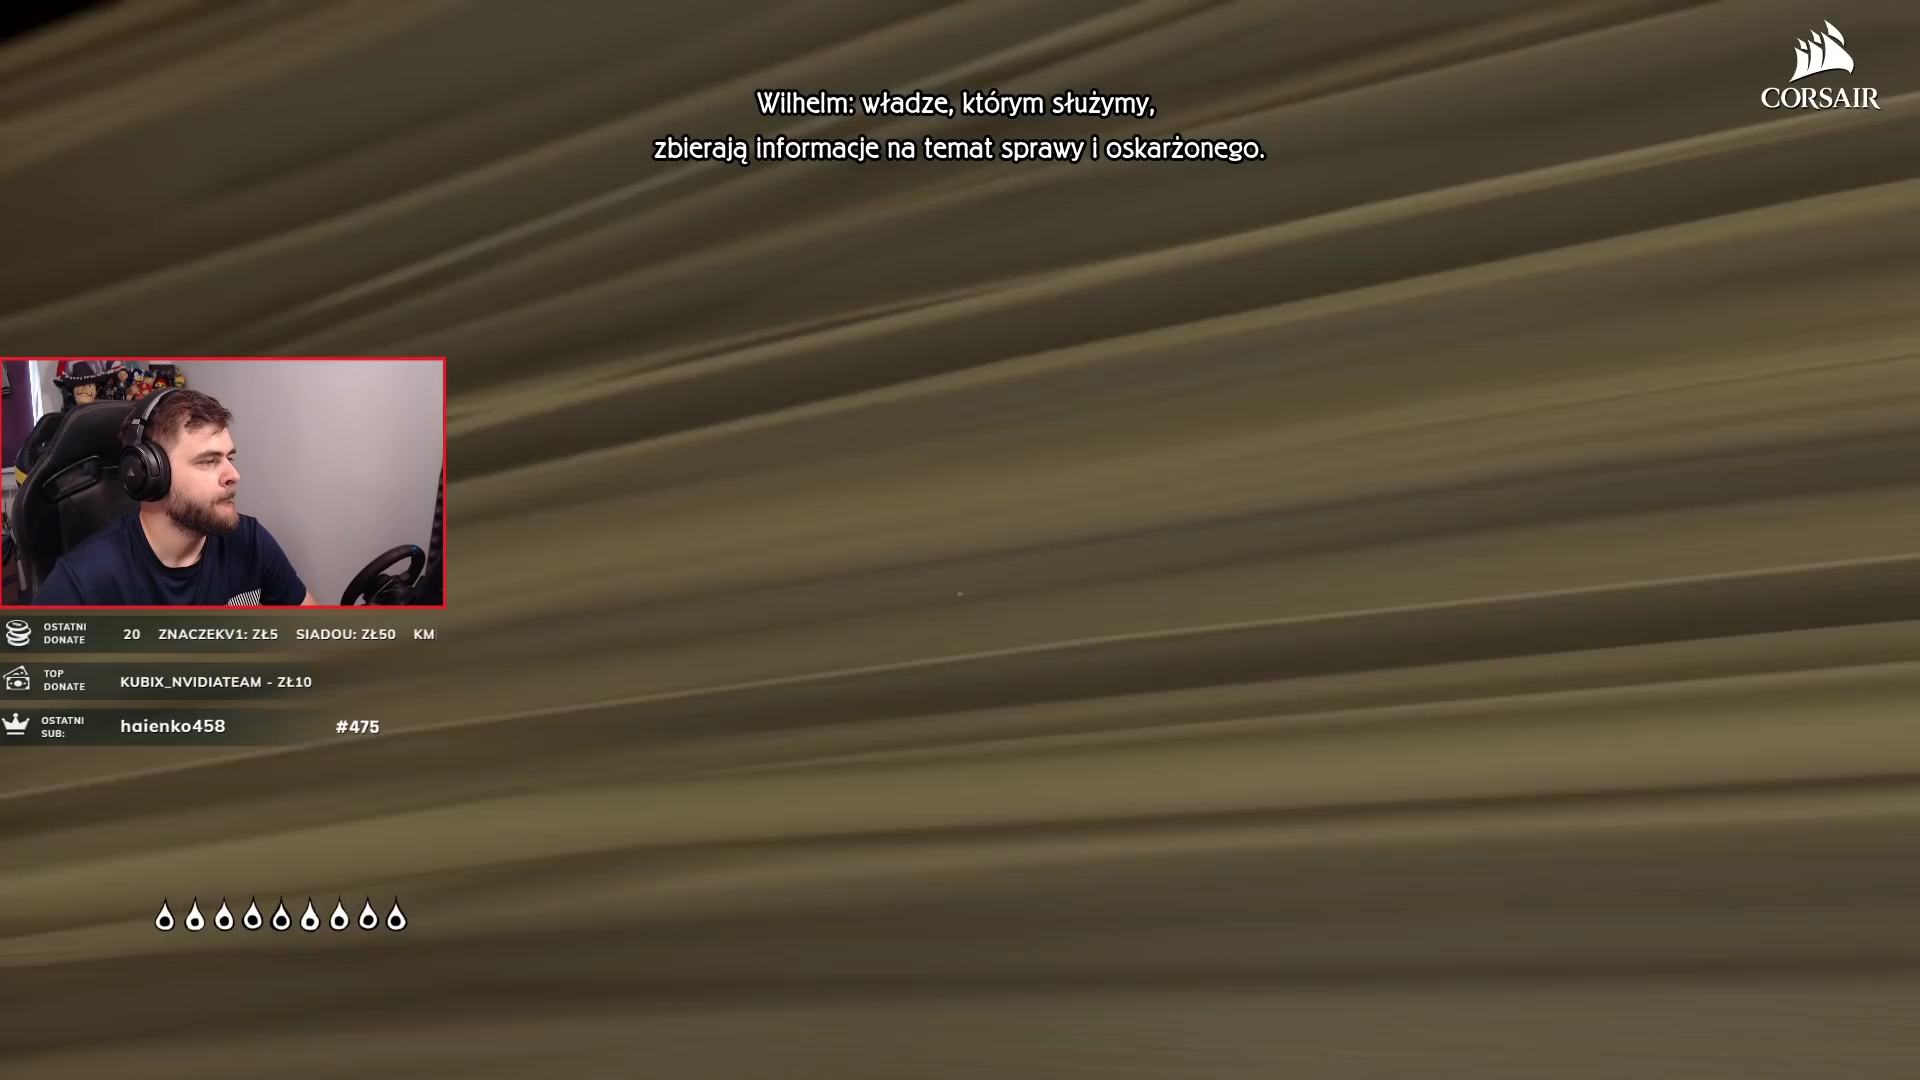 CORSAIR
Wilhelm: władze, którym służymy,
zbierają informacje na temat sprawy i oskarżonego.
OSTATNI
DONATE
20 ZNACZEKV1: ZŁ5 SIADOU: ZŁ50 KM
TOP
DONATE
KUBIX_NVIDIATEAM - ZŁ10
OSTATNI
SUB:
haienko458 #475